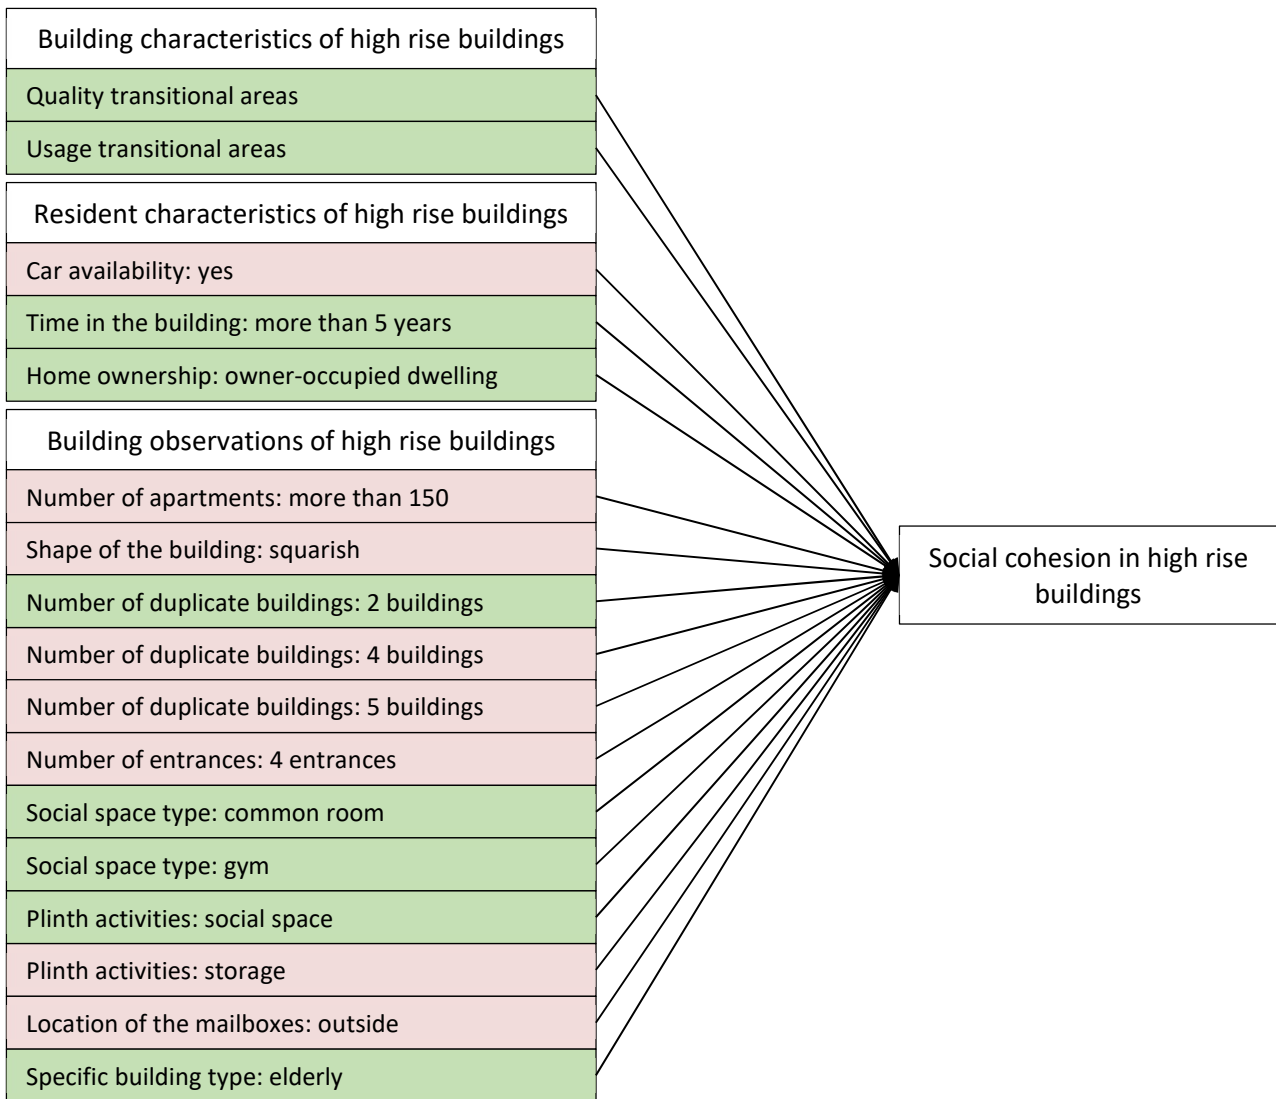 Building characteristics of high rise buildings
Quality transitional areas
Usage transitional areas
Resident characteristics of high rise buildings
Car availability: yes
Time in the building: more than 5 years
Home ownership: owner-occupied dwelling
Building observations of high rise buildings
Number of apartments: more than 150
Shape of the building: squarish
Number of duplicate buildings: 2 buildings
Number of duplicate buildings: 4 buildings
Number of duplicate buildings: 5 buildings
Number of entrances: 4 entrances
Social space type: common room
Social space type: gym
Plinth activities: social space
Plinth activities: storage
Location of the mailboxes: outside
Specific building type: elderly
Social cohesion in high rise
buildings